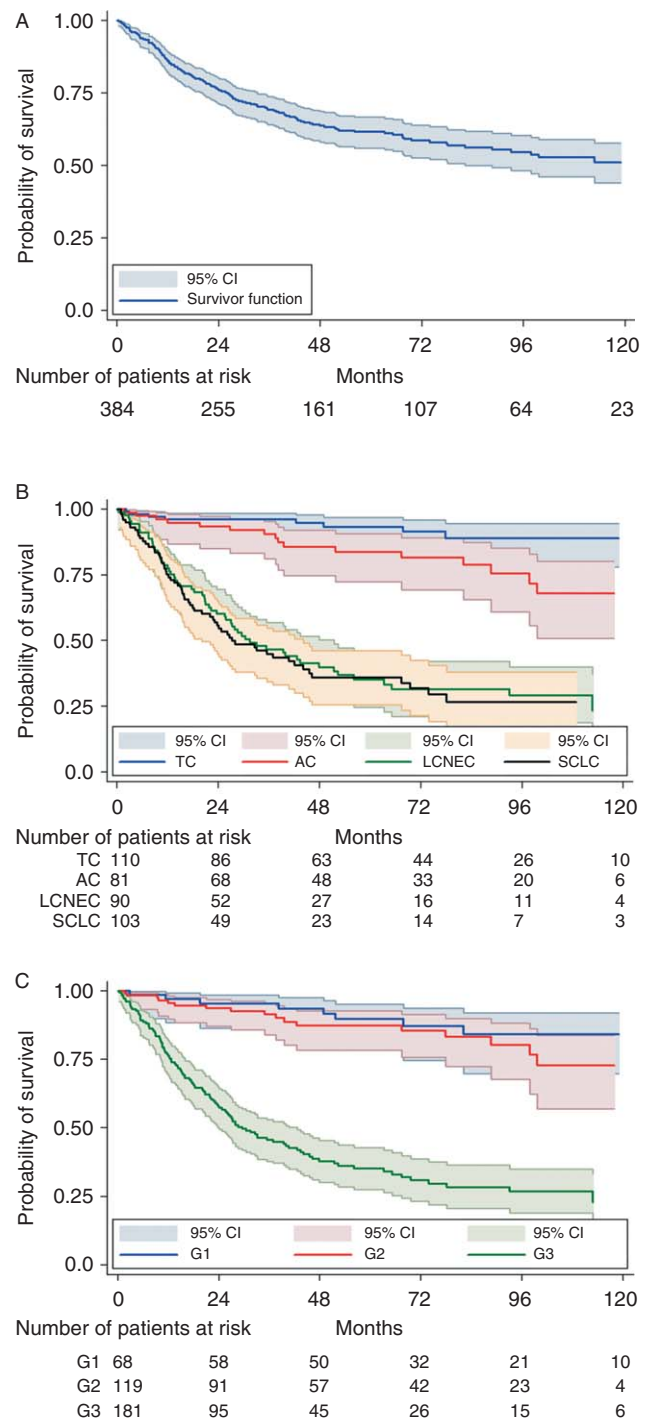 A
1.00
0.75
0.50
0.25
0.0
Probability of survival
95% CI
Survivor function
0 24 48 72 96 120
Number of patients at risk Months
384 255 161 107 64 23
B
1.00
0.75
0.50
0.25
0.0
Probability of survival
95% CI 95% CI 95% CI 95% CI
TC AC LCNEC SCLC
0 24 48 72 96 120
Number of patients at risk Months
TC 110 86 63 44 26 10
AC 81 68 48 33 20 6
LCNEC 90 52 27 16 11 4
SCLC 103 49 23 14 7 3
C
1.00
0.75
0.50
0.25
0.0
Probability of survival
95% CI 95% CI 95% CI
G1 G2 G3
0 24 48 72 96 120
Number of patients at risk Months
G1 68 58 50 32 21 10
G2 119 91 57 42 23 4
G3 181 95 45 26 15 6